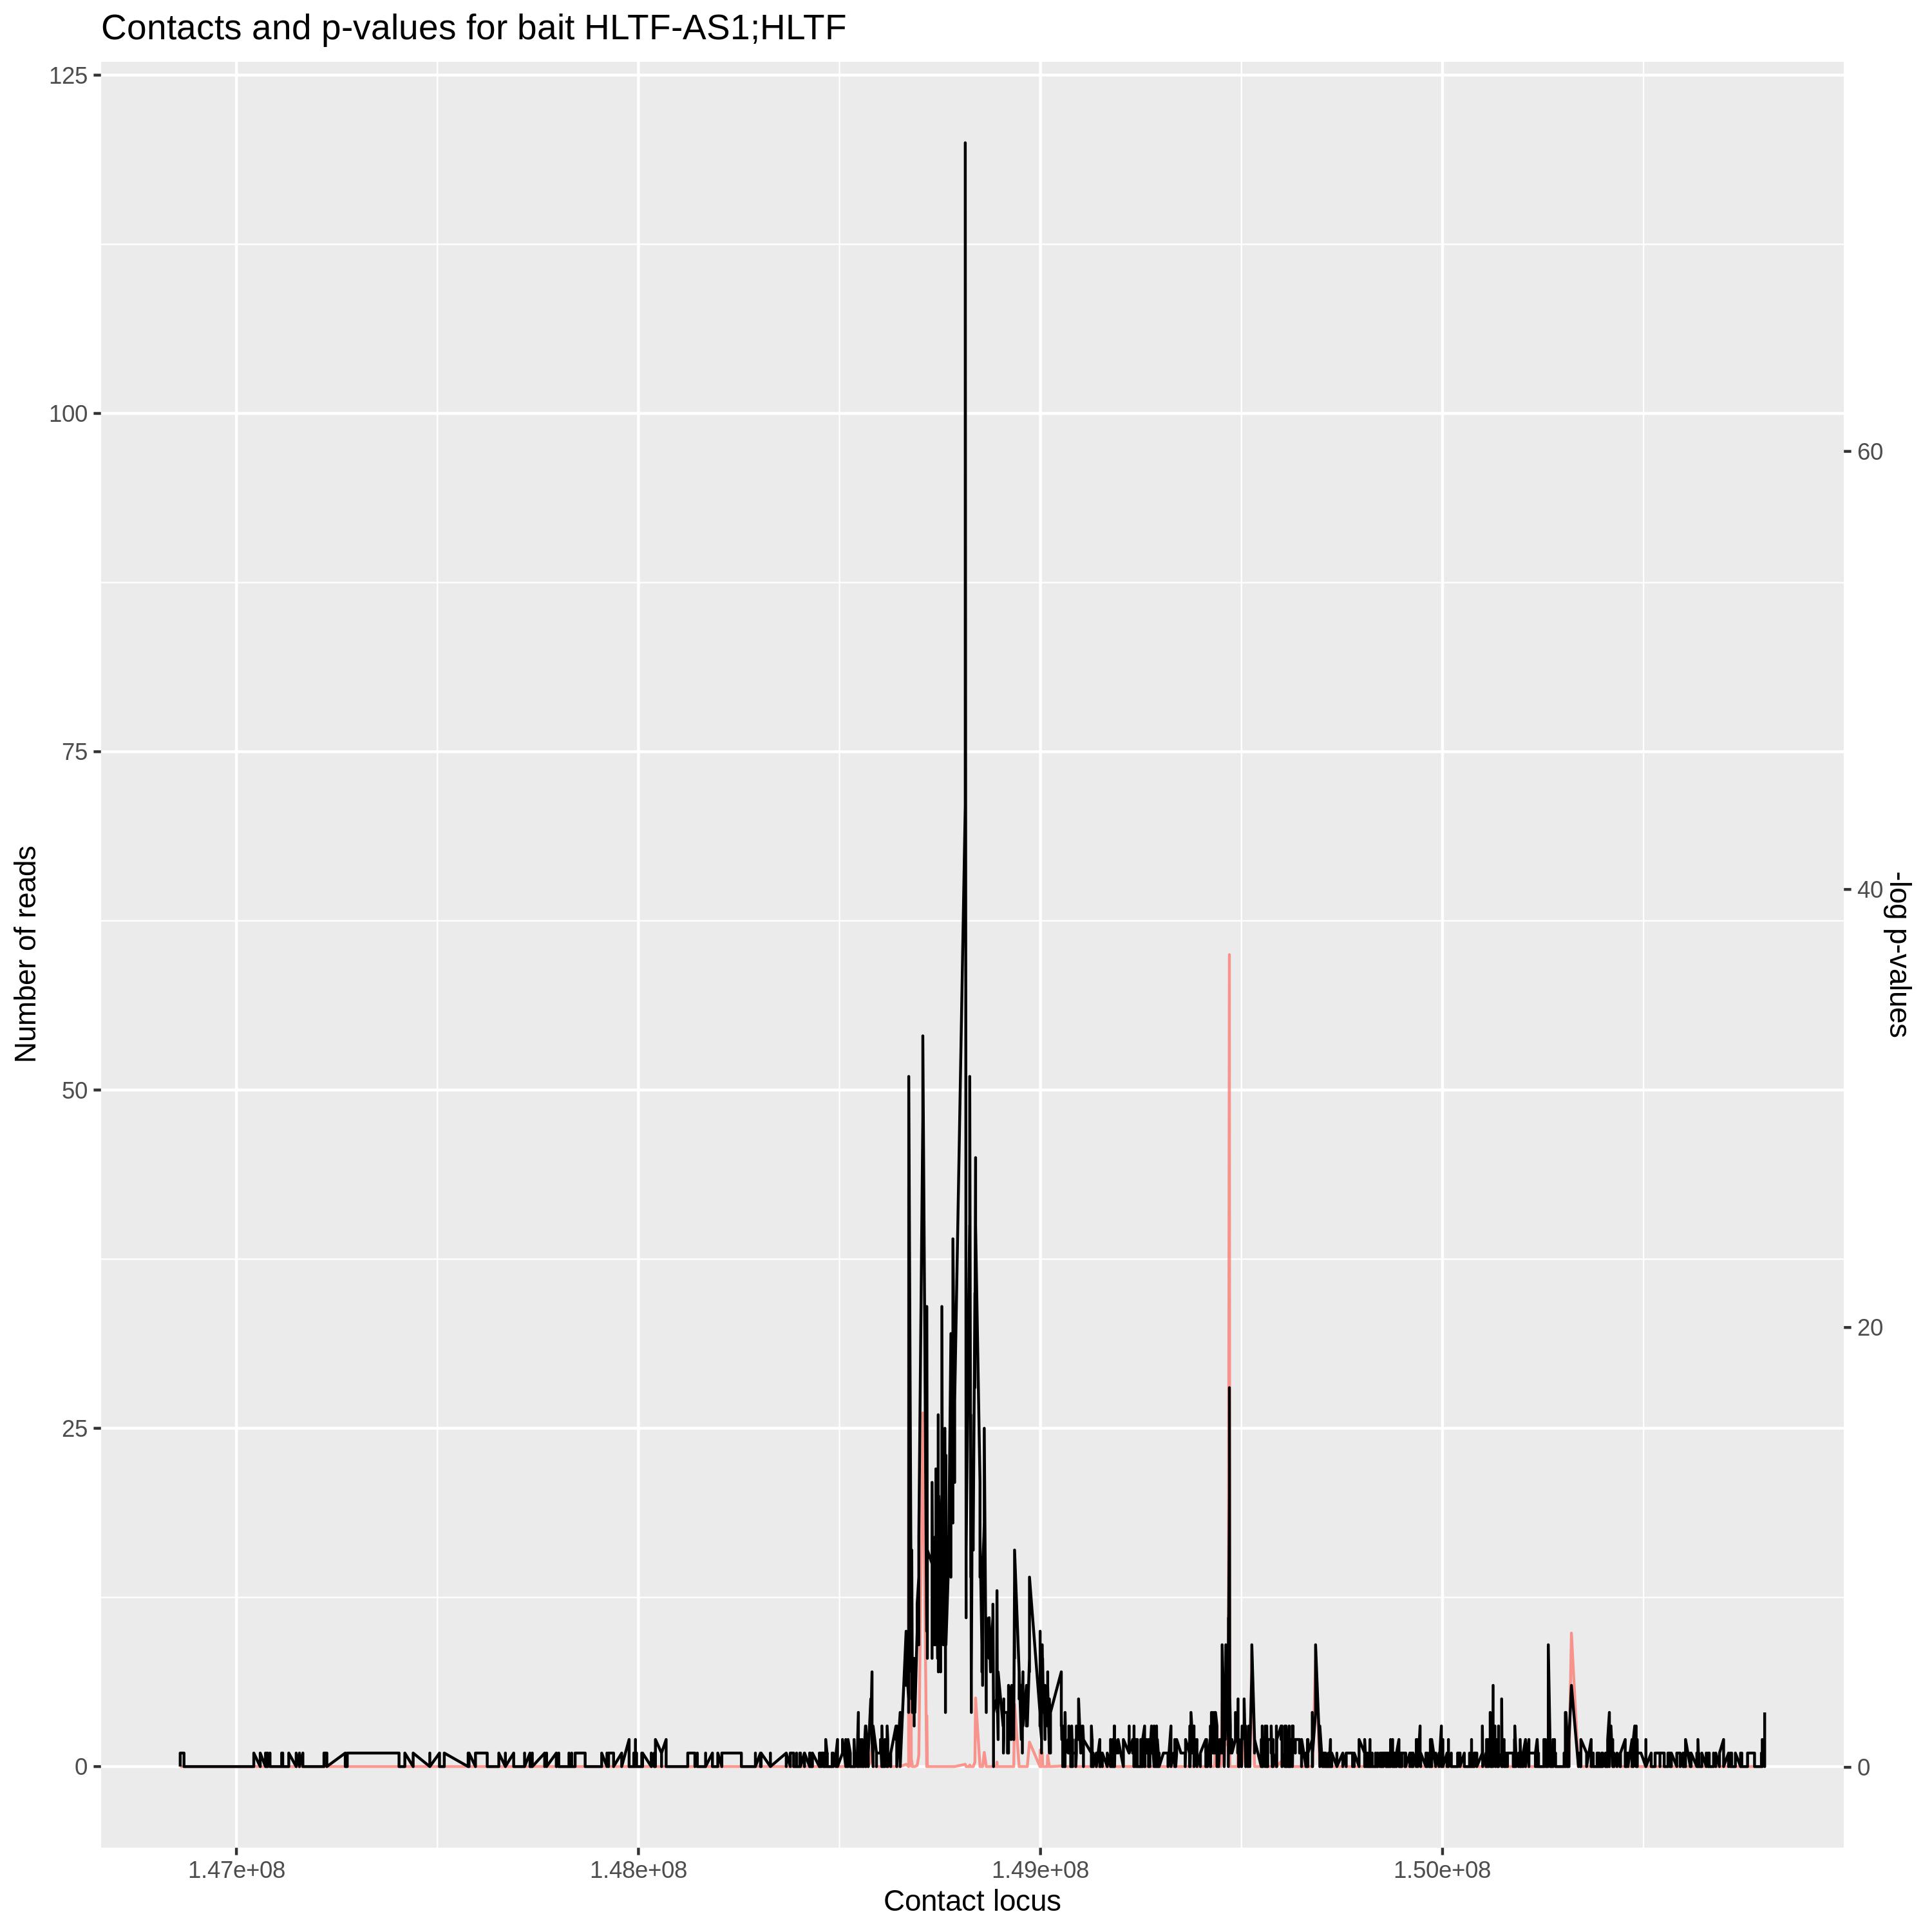 Contacts and p-values for bait HLTF-AS1;HLTF
125
100
75
50
25
0
Number of reads
60
40
20
0
-log p-values
1.47e+08
1.48e+08
1.49e+08
1.50e+08
Contact locus